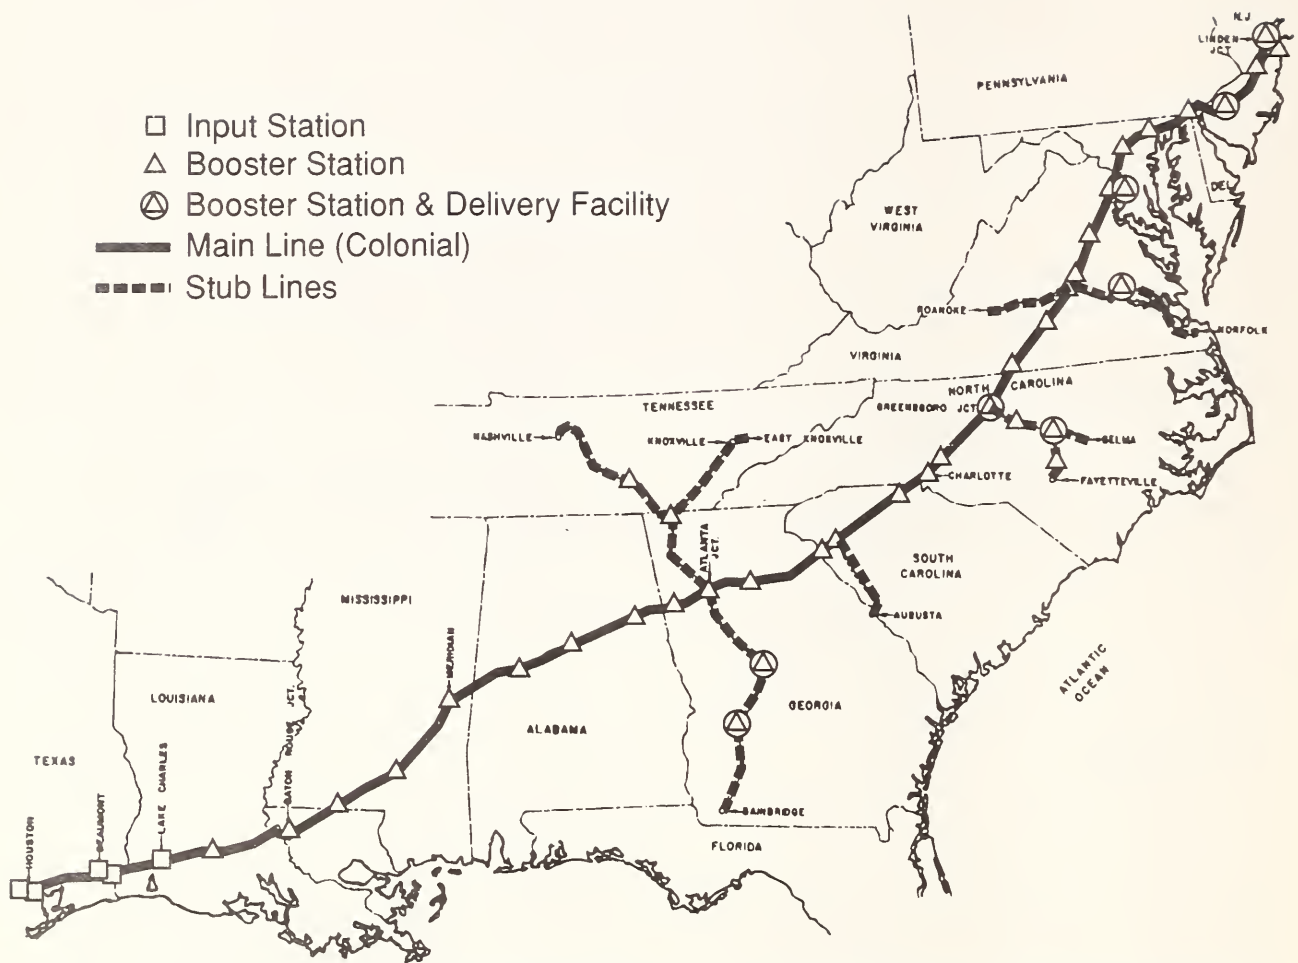 N.J
LINDEN
JCT.
PENNSYLVANIA
Input Station
Booster Station
Booster Station & Delivery Facility
Main Line (Colonial)
Stub Lines
DEL
WEST
VIRGINIA
ROANOKE
NORFOLK
VIRGINIA
NORTH CAROLINA
GREENSBORO JCT.
TENNESSEE
NASHVILLE
KNOXVILLE
EAST KNOXVILLE
SELMA
CHARLOTTE
FAYETTEVILLE
ATLANTA
JCT.
SOUTH
CAROLINA
MISSISSIPPI
AUGUSTA
MERIDIAN
ATLANTIC
OCEAN
LOUISIANA
GEORGIA
ALABAMA
BATON ROUGE JCT.
TEXAS
LAKE CHARLES
BEAUMONT
HOUSTON
BAINBRIDGE
FLORIDA